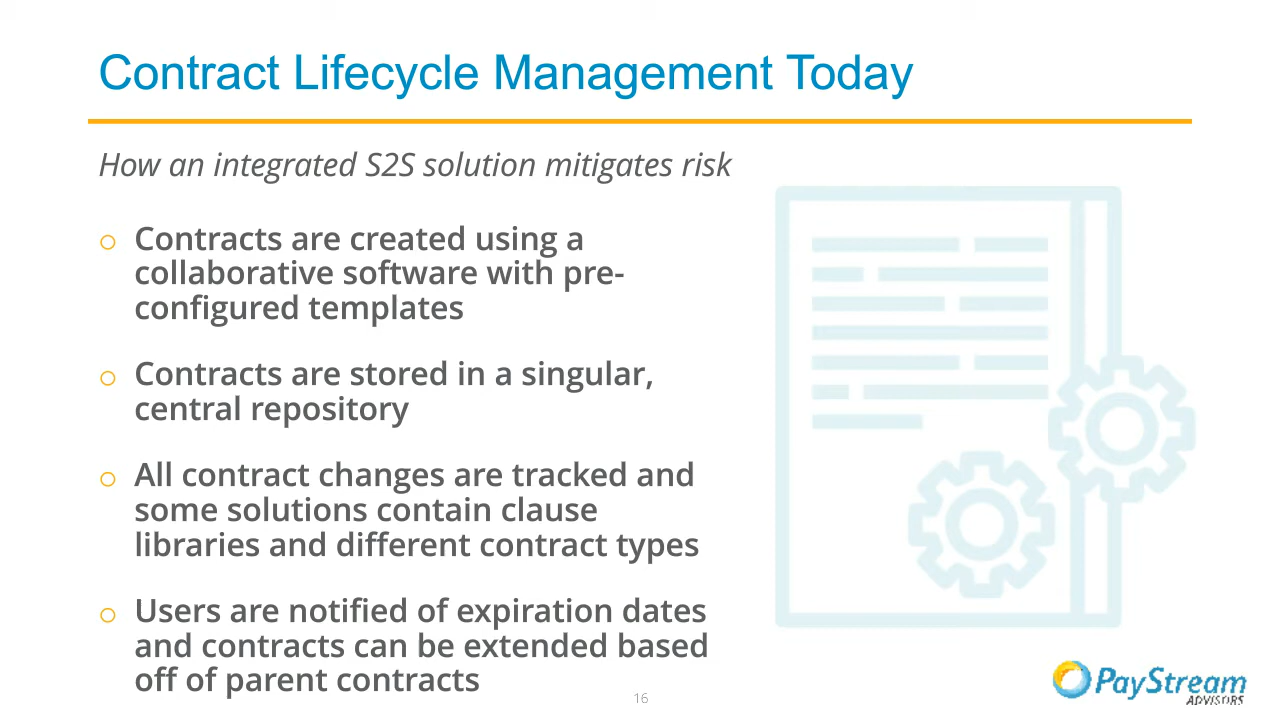 Contract Lifecycle Management Today
How an integrated S2S solution mitigates risk
o Contracts are created using a
collaborative software with pre-
configured templates
o Contracts are stored in a singular,
central repository
o All contract changes are tracked and
some solutions contain clause
libraries and different contract types
o Users are notified of expiration dates
and contracts can be extended based
off of parent contracts
16
PayStream
ADVISORS